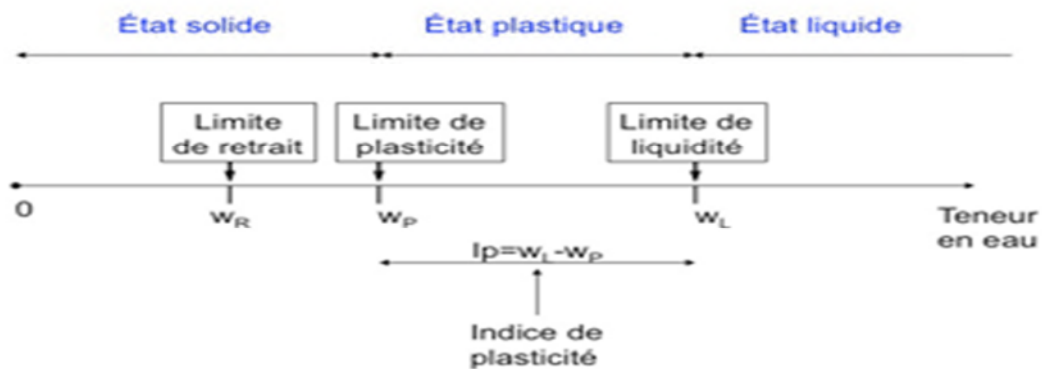 État solide État plastique État liquide
Limite de retrait
Limite de plasticité
Limite de liquidité
0 wR wP wL Teneur en eau
Ip=wL-wP
Indice de plasticité